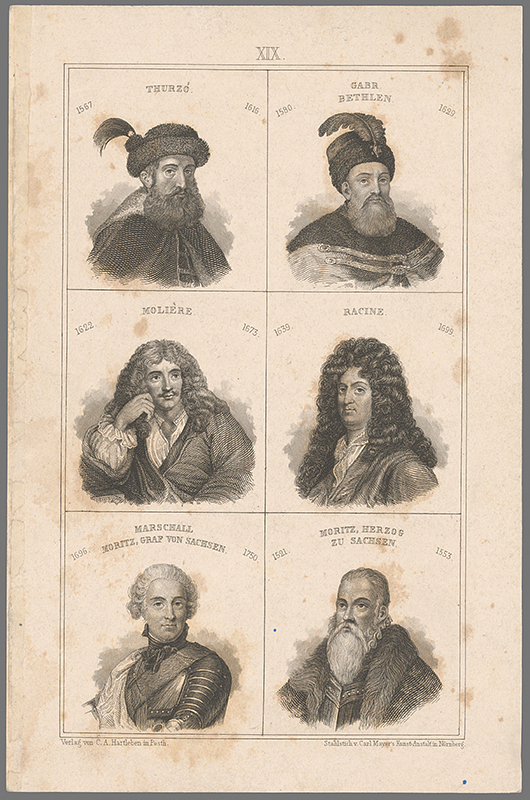 XIX.
THURZÓ.
1567. 1616.
GABR.
BETHLEN.
1580. 1629.
MOLIÈRE.
1622. 1673.
RACINE.
1639. 1699.
MARSCHALL
MORITZ, GRAF VON SACHSEN.
1696. 1750.
MORITZ, HERZOG
ZU SACHSEN.
1521. 1553.
Verlag von C. A. Hartleben in Pesth.
Stahlstich v. Carl Mayer's Kunst-Anstalt in Nürnberg.